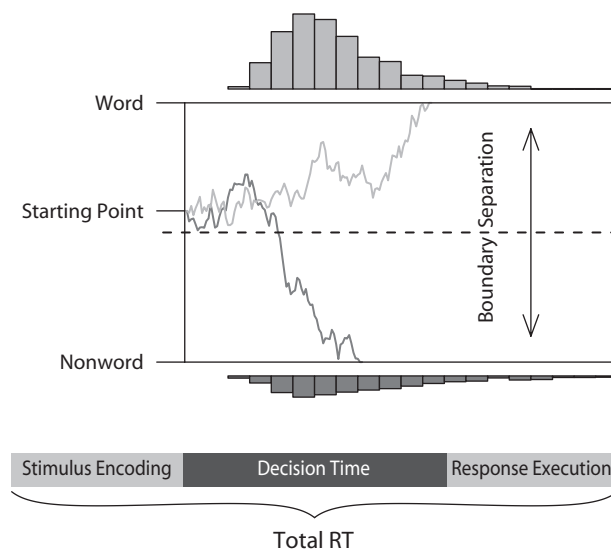 Word
Starting Point
Boundary Separation
Nonword
Stimulus Encoding
Decision Time
Response Execution
Total RT